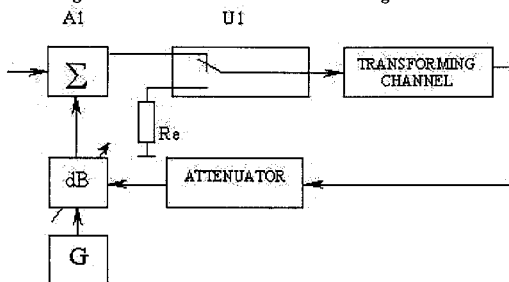 A1 U1
Σ
TRANSFORMING
CHANNEL
Re
dB
ATTENUATOR
G